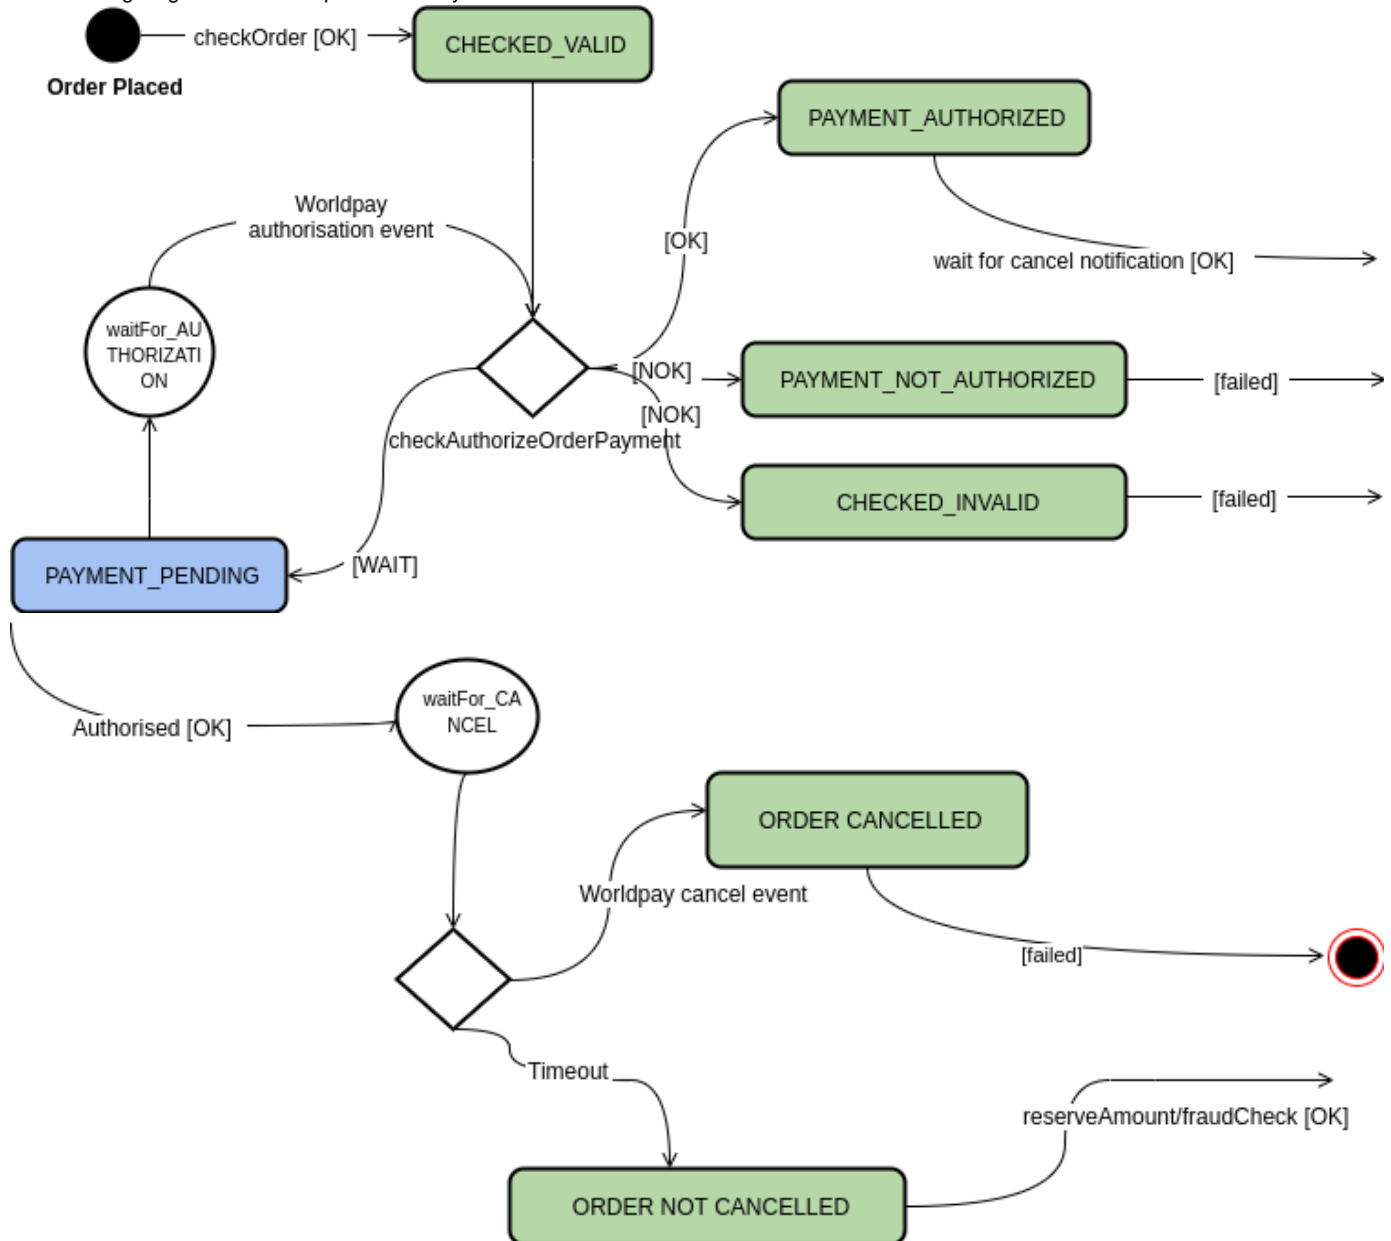 checkOrder [OK]
CHECKED_VALID
Order Placed
PAYMENT_AUTHORIZED
Worldpay
authorisation event
[OK]
wait for cancel notification [OK]
waitFor_AU
THORIZATI
ON
[NOK]
PAYMENT_NOT_AUTHORIZED
[failed]
[NOK]
checkAuthorizeOrderPayment
CHECKED_INVALID
[failed]
[WAIT]
PAYMENT_PENDING
waitFor_CA
NCEL
Authorised [OK]
ORDER CANCELLED
Worldpay cancel event
[failed]
Timeout
reserveAmount/fraudCheck [OK]
ORDER NOT CANCELLED